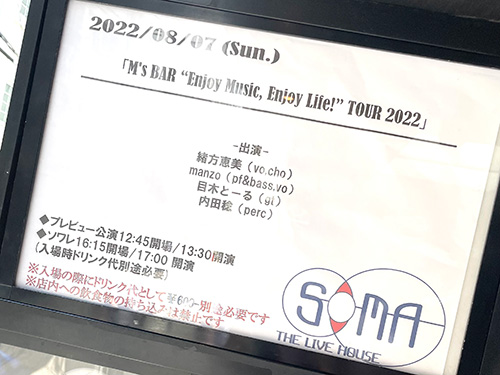 2022/08/07 (Sun.)
「M's BAR “Enjoy Music, Enjoy Life!” TOUR 2022」
-出演-
緒方恵美（vo,cho）
manzo（pf&bass.vo）
目木とーる（gt）
内田稔（perc）
◆プレビュー公演12:45開場/13:30開演
◆ソワレ16:15開場/17:00 開演
(入場時ドリンク代別途必要)
※入場の際にドリンク代として￥600-別途必要です
※店内への飲食物の持ち込みは禁止です
SOMA
THE LIVE HOUSE